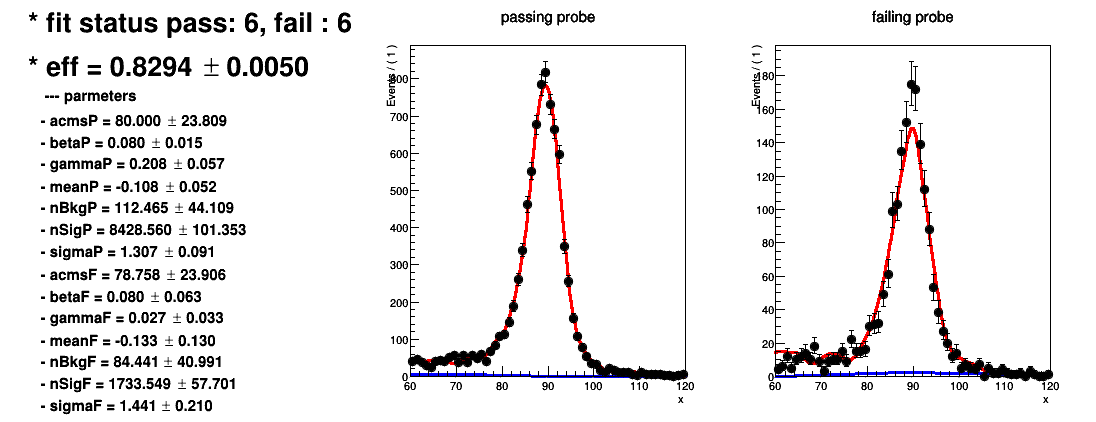 * fit status pass: 6, fail : 6
* eff = 0.8294 ± 0.0050
--- parmeters
- acmsP = 80.000 ± 23.809
- betaP = 0.080 ± 0.015
- gammaP = 0.208 ± 0.057
- meanP = -0.108 ± 0.052
- nBkgP = 112.465 ± 44.109
- nSigP = 8428.560 ± 101.353
- sigmaP = 1.307 ± 0.091
- acmsF = 78.758 ± 23.906
- betaF = 0.080 ± 0.063
- gammaF = 0.027 ± 0.033
- meanF = -0.133 ± 0.130
- nBkgF = 84.441 ± 40.991
- nSigF = 1733.549 ± 57.701
- sigmaF = 1.441 ± 0.210
passing probe
Events / ( 1 )
800
700
600
500
400
300
200
100
0
60 70 80 90 100 110 120
x
failing probe
Events / ( 1 )
180
160
140
120
100
80
60
40
20
0
60 70 80 90 100 110 120
x